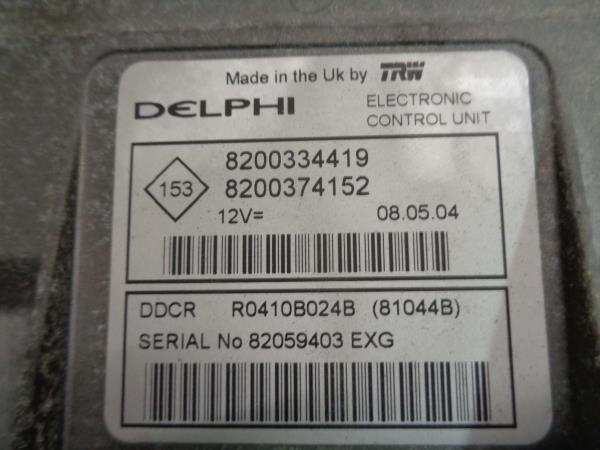 Made in the Uk by TRW
DELPHI ELECTRONIC
CONTROL UNIT
8200334419
153 8200374152
12V= 08.05.04
DDCR R0410B024B (81044B)
SERIAL No 82059403 EXG